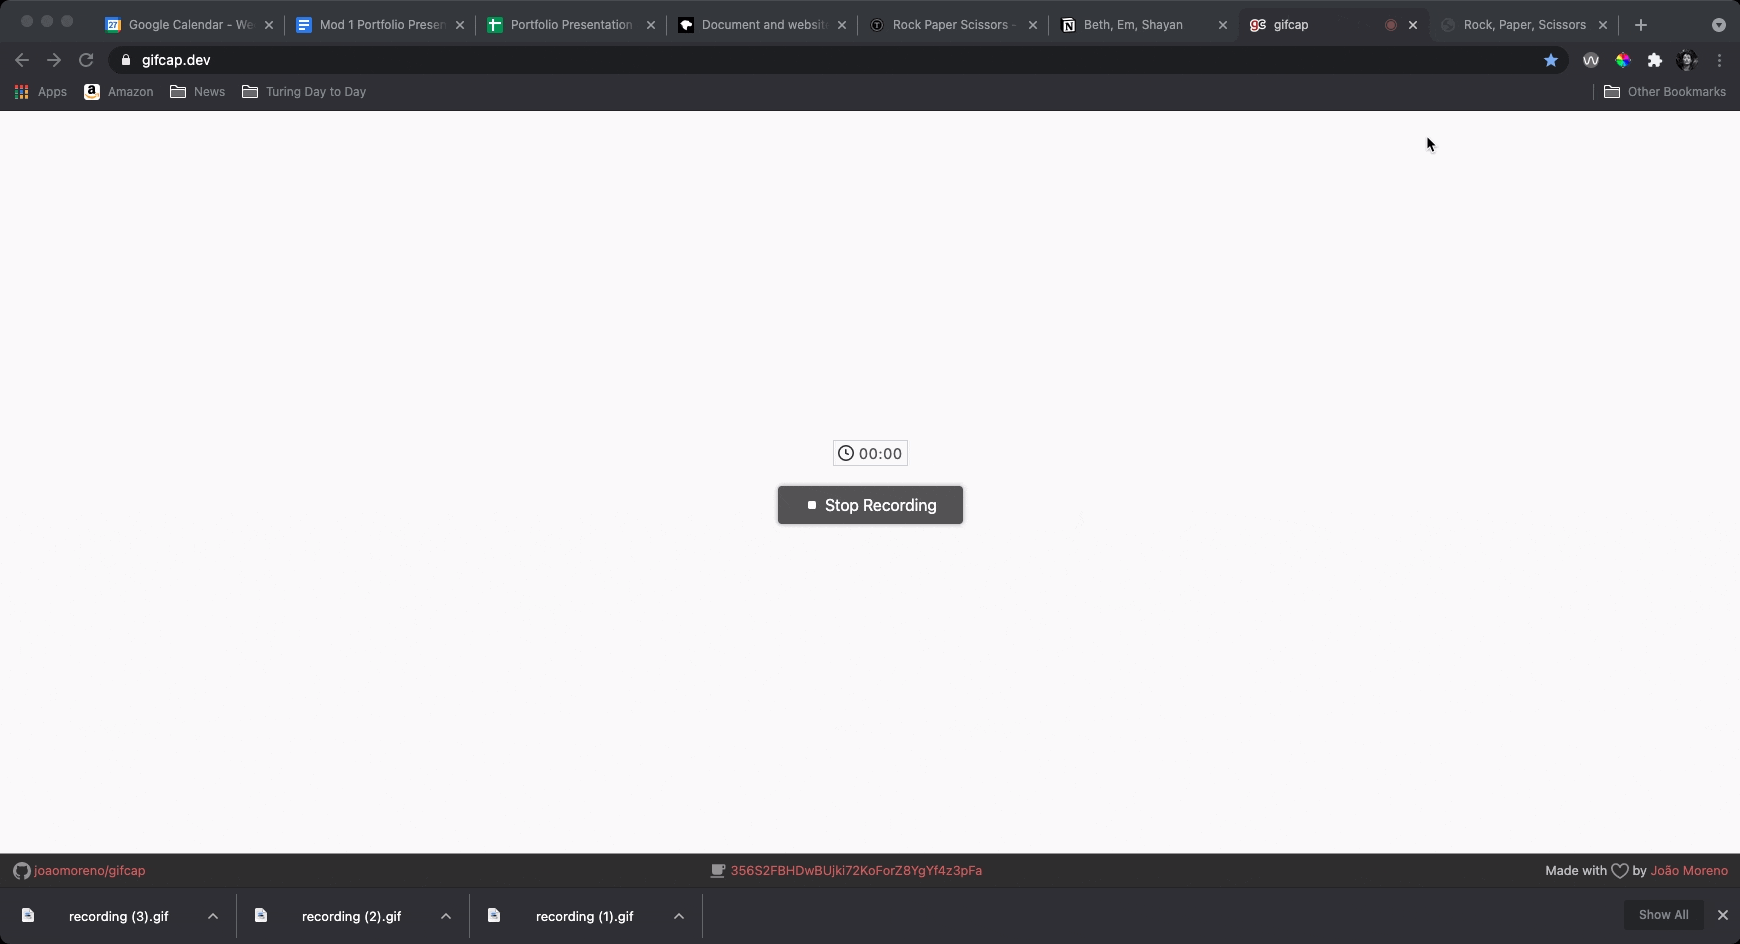 27 Google Calendar - We
Mod 1 Portfolio Presen
Portfolio Presentation
Document and websit
Rock Paper Scissors -
Beth, Em, Shayan
gc gifcap
Rock, Paper, Scissors
gifcap.dev
Apps
Amazon
News
Turing Day to Day
Other Bookmarks
00:00
Stop Recording
joaomoreno/gifcap
356S2FBHDwBUjki72KoForZ8YgYf4z3pFa
Made with by João Moreno
recording (3).gif
recording (2).gif
recording (1).gif
Show All